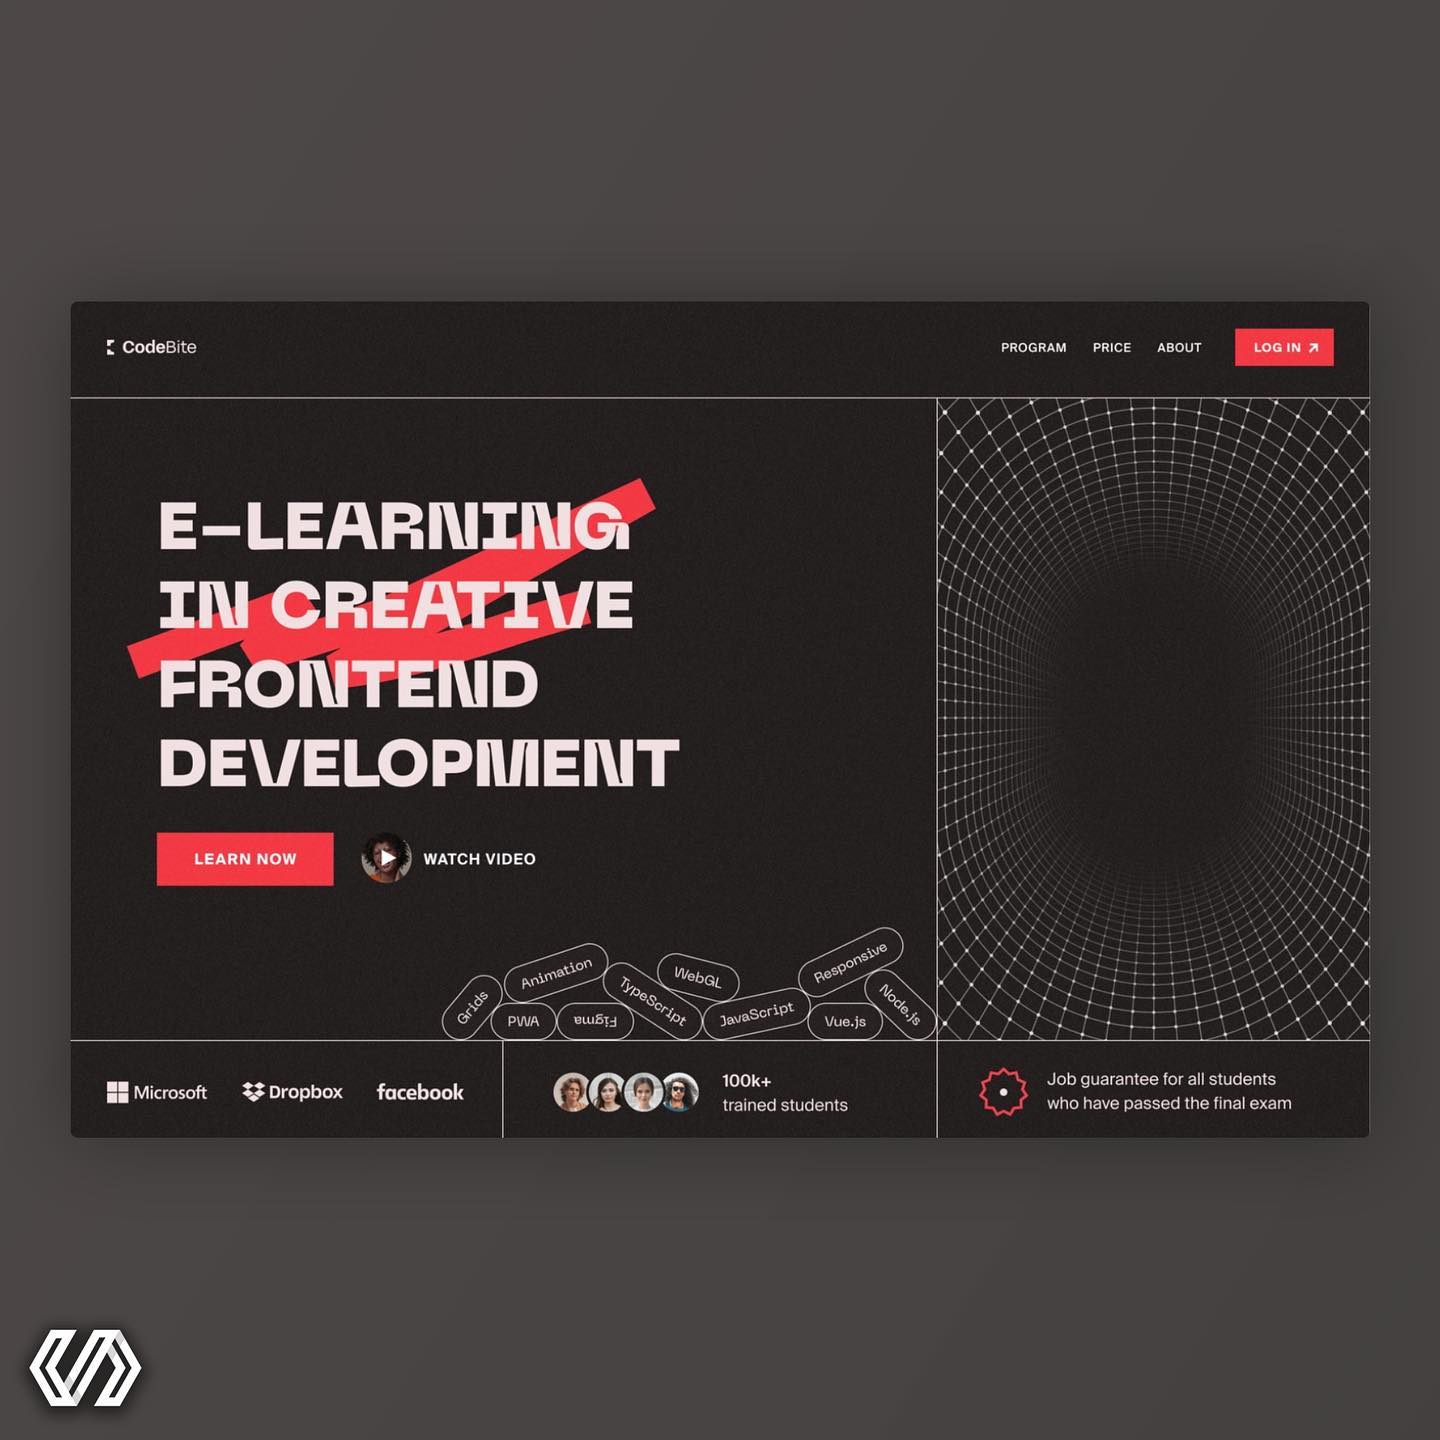 CodeBite
PROGRAM PRICE ABOUT LOG IN
E–LEARNING
IN CREATIVE
FRONTEND
DEVELOPMENT
LEARN NOW WATCH VIDEO
Grids
Animation
PWA
Figma
TypeScript
WebGL
JavaScript
Responsive
Vue.js
Node.js
Microsoft Dropbox facebook
100k+
trained students
Job guarantee for all students
who have passed the final exam